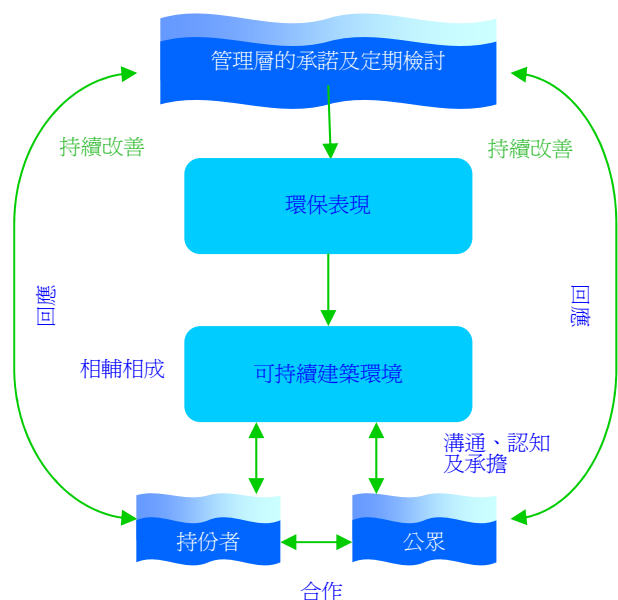 管理層的承諾及定期檢討
持續改善
持續改善
環保表現
回應
回應
相輔相成
可持續建築環境
溝通、認知
及承擔
持份者
公眾
合作